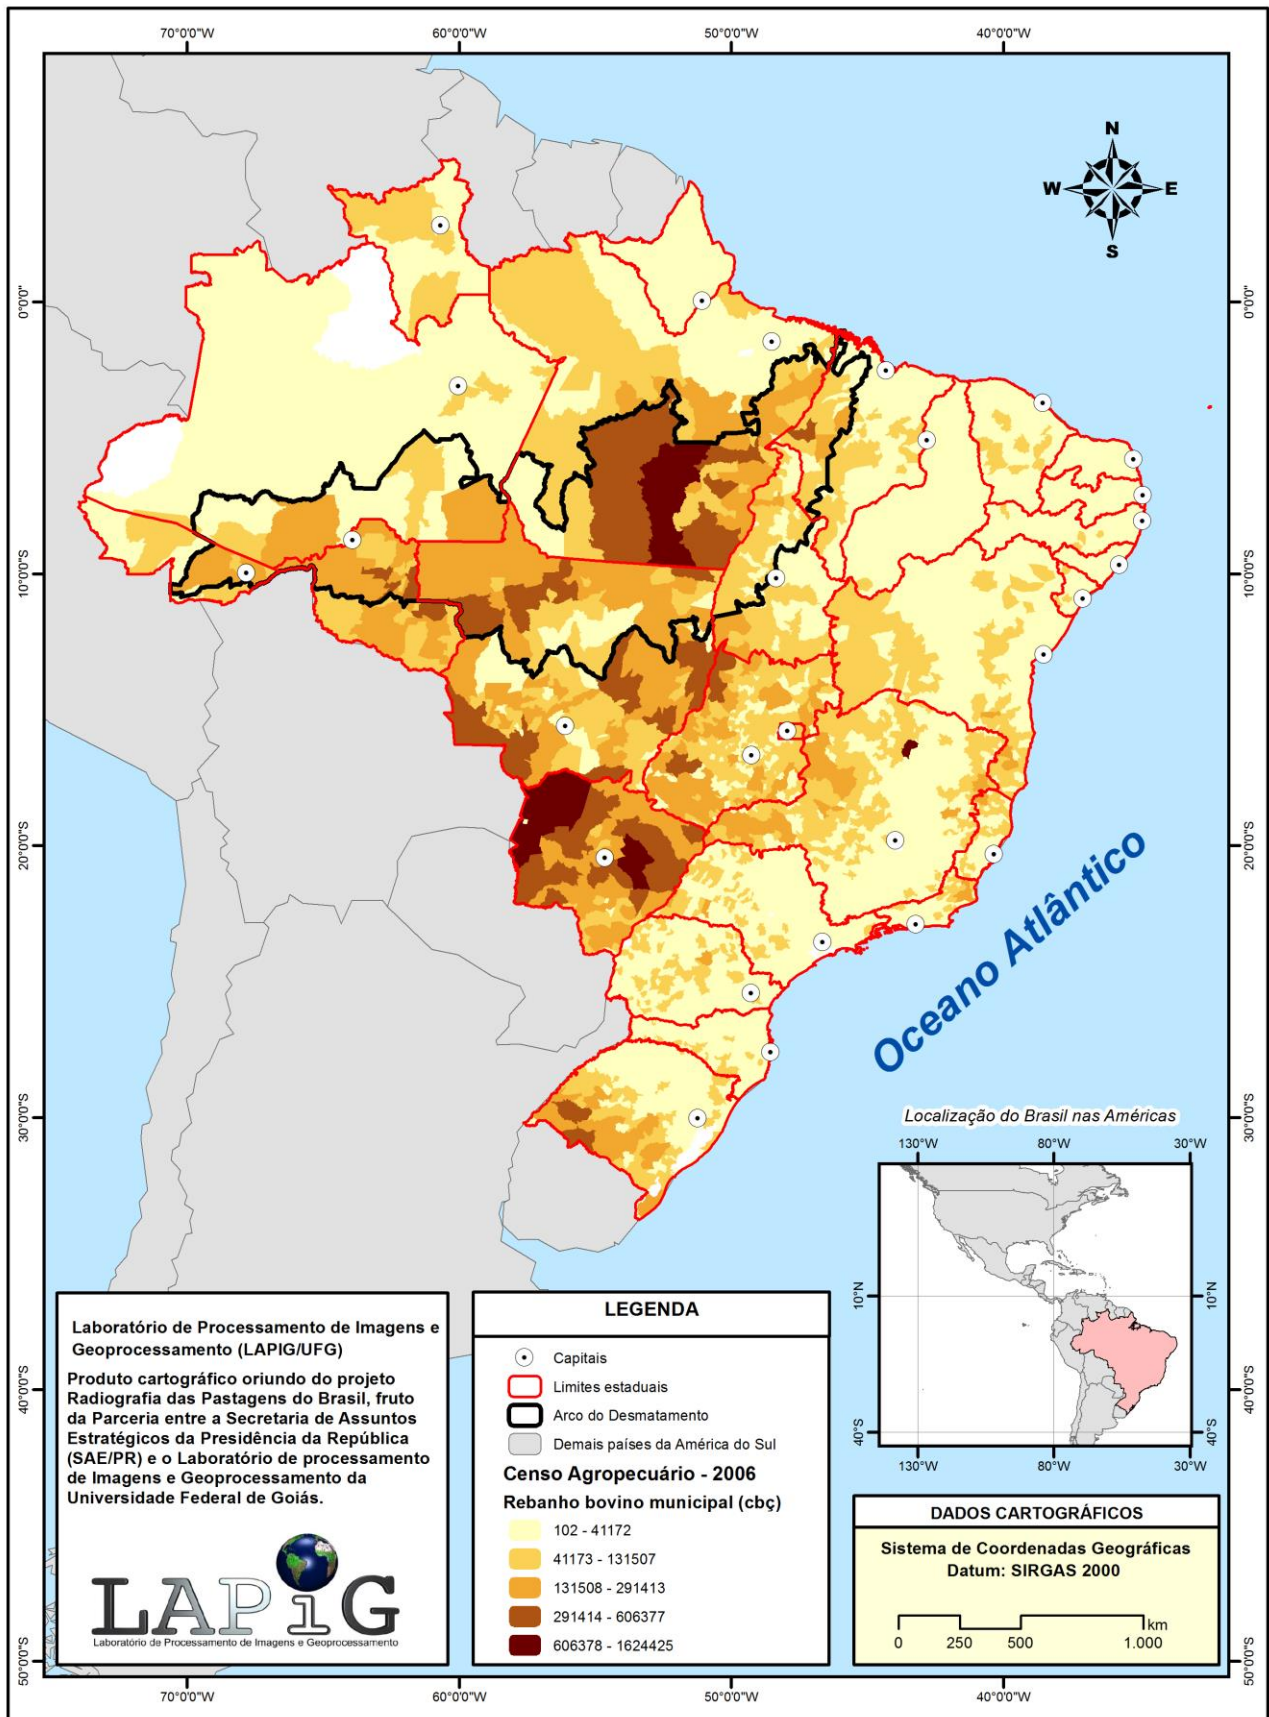 70°0'0"W 60°0'0"W 50°0'0"W 40°0'0"W
0°0'0" 0°0'0"
10°0'0"S 10°0'0"S
20°0'0"S 20°0'0"S
30°0'0"S 30°0'0"S
40°0'0"S 40°0'0"S
50°0'0"S 50°0'0"S
N
W E
S
Oceano Atlântico
Localização do Brasil nas Américas
130°W 80°W 30°W
10°N 10°N
40°S 40°S
130°W 80°W 30°W
Laboratório de Processamento de Imagens e
Geoprocessamento (LAPIG/UFG)
Produto cartográfico oriundo do projeto
Radiografia das Pastagens do Brasil, fruto
da Parceria entre a Secretaria de Assuntos
Estratégicos da Presidência da República
(SAE/PR) e o Laboratório de processamento
de Imagens e Geoprocessamento da
Universidade Federal de Goiás.
LAPiG
Laboratório de Processamento de Imagens e Geoprocessamento
LEGENDA
Capitais
Limites estaduais
Arco do Desmatamento
Demais países da América do Sul
Censo Agropecuário - 2006
Rebanho bovino municipal (cbç)
102 - 41172
41173 - 131507
131508 - 291413
291414 - 606377
606378 - 1624425
DADOS CARTOGRÁFICOS
Sistema de Coordenadas Geográficas
Datum: SIRGAS 2000
km
0 250 500 1.000
70°0'0"W 60°0'0"W 50°0'0"W 40°0'0"W